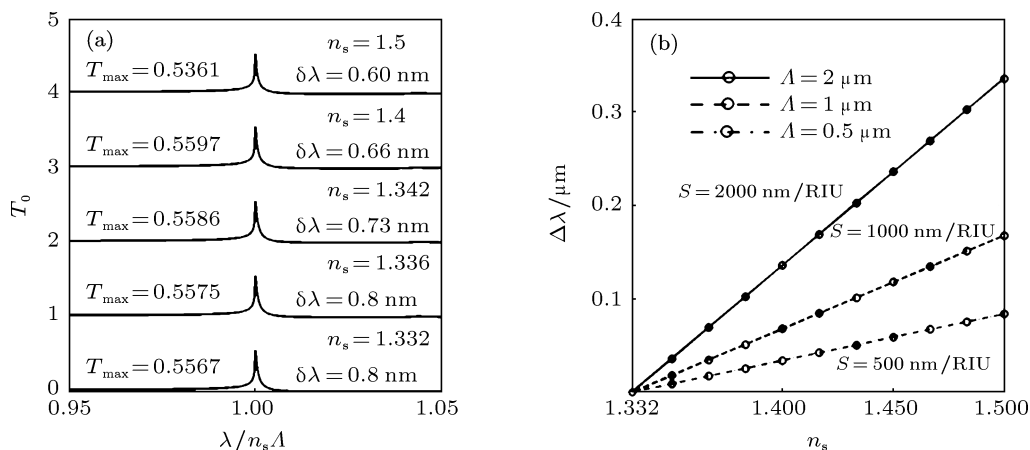 (a)
5
4
3
2
1
0
T₀
n_s = 1.5
T_max = 0.5361
δλ = 0.60 nm
n_s = 1.4
T_max = 0.5597
δλ = 0.66 nm
n_s = 1.342
T_max = 0.5586
δλ = 0.73 nm
n_s = 1.336
T_max = 0.5575
δλ = 0.8 nm
n_s = 1.332
T_max = 0.5567
δλ = 0.8 nm
0.95 1.00 1.05
λ/n_sΛ
(b)
0.4
0.3
0.2
0.1
Δλ/μm
Λ = 2 μm
Λ = 1 μm
Λ = 0.5 μm
S = 2000 nm/RIU
S = 1000 nm/RIU
S = 500 nm/RIU
1.332 1.400 1.450 1.500
n_s